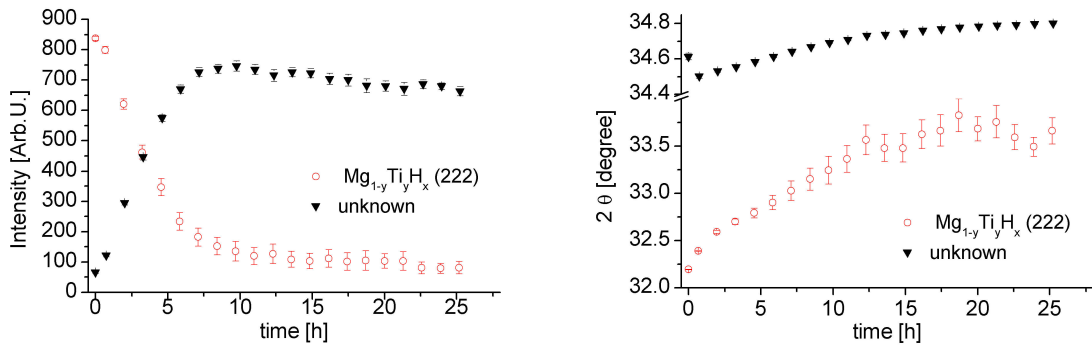 900
800
700
600
500
400
300
200
100
0
Intensity [Arb.U.]
Mg1-yTiyHx (222)
unknown
0 5 10 15 20 25
time [h]
34.8
34.6
34.4
33.5
33.0
32.5
32.0
2 θ [degree]
Mg1-yTiyHx (222)
unknown
0 5 10 15 20 25
time [h]